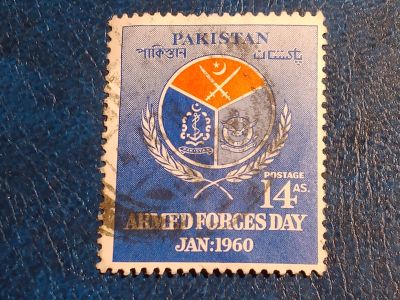 PAKISTAN
পাকিস্তান پاکستان
POSTAGE
14 AS.
ARMED FORCES DAY
JAN:1960